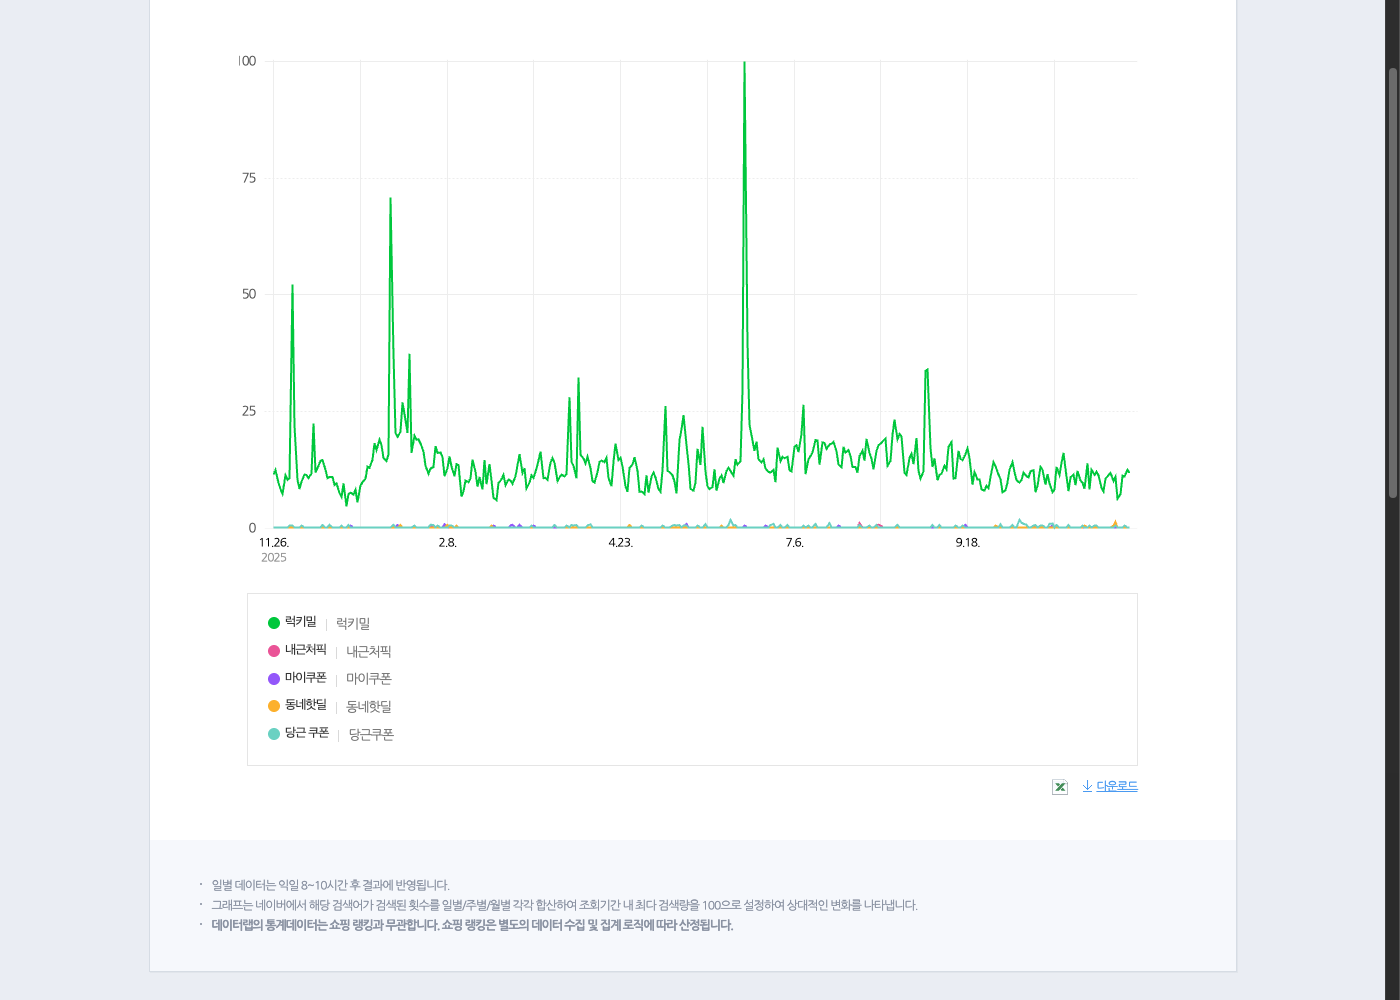 100
75
50
25
0
11.26. 2.8. 4.23. 7.6. 9.18.
2025
럭키밀 | 럭키밀
내근처픽 | 내근처픽
마이쿠폰 | 마이쿠폰
동네핫딜 | 동네핫딜
당근 쿠폰 | 당근쿠폰
다운로드
· 일별 데이터는 익일 8~10시간 후 결과에 반영됩니다.
· 그래프는 네이버에서 해당 검색어가 검색된 횟수를 일별/주별/월별 각각 합산하여 조회기간 내 최다 검색량을 100으로 설정하여 상대적인 변화를 나타냅니다.
· 데이터랩의 통계데이터는 쇼핑 랭킹과 무관합니다. 쇼핑 랭킹은 별도의 데이터 수집 및 집계 로직에 따라 산정됩니다.